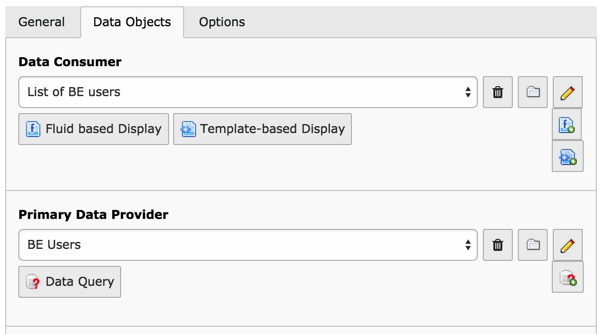 General Data Objects Options
Data Consumer
List of BE users
Fluid based Display Template-based Display
Primary Data Provider
BE Users
Data Query